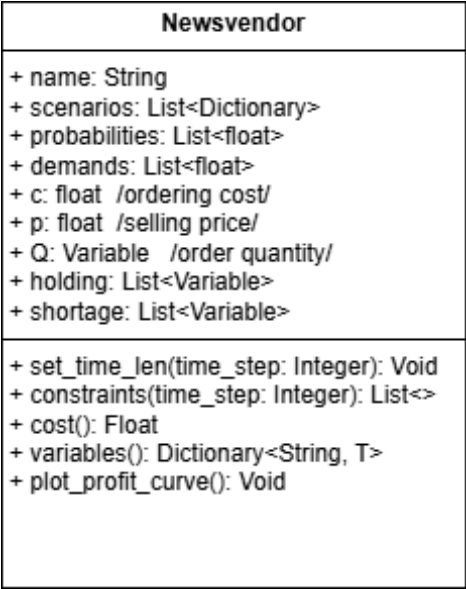 Newsvendor
+ name: String
+ scenarios: List<Dictionary>
+ probabilities: List<float>
+ demands: List<float>
+ c: float /ordering cost/
+ p: float /selling price/
+ Q: Variable /order quantity/
+ holding: List<Variable>
+ shortage: List<Variable>
+ set_time_len(time_step: Integer): Void
+ constraints(time_step: Integer): List<>
+ cost(): Float
+ variables(): Dictionary<String, T>
+ plot_profit_curve(): Void